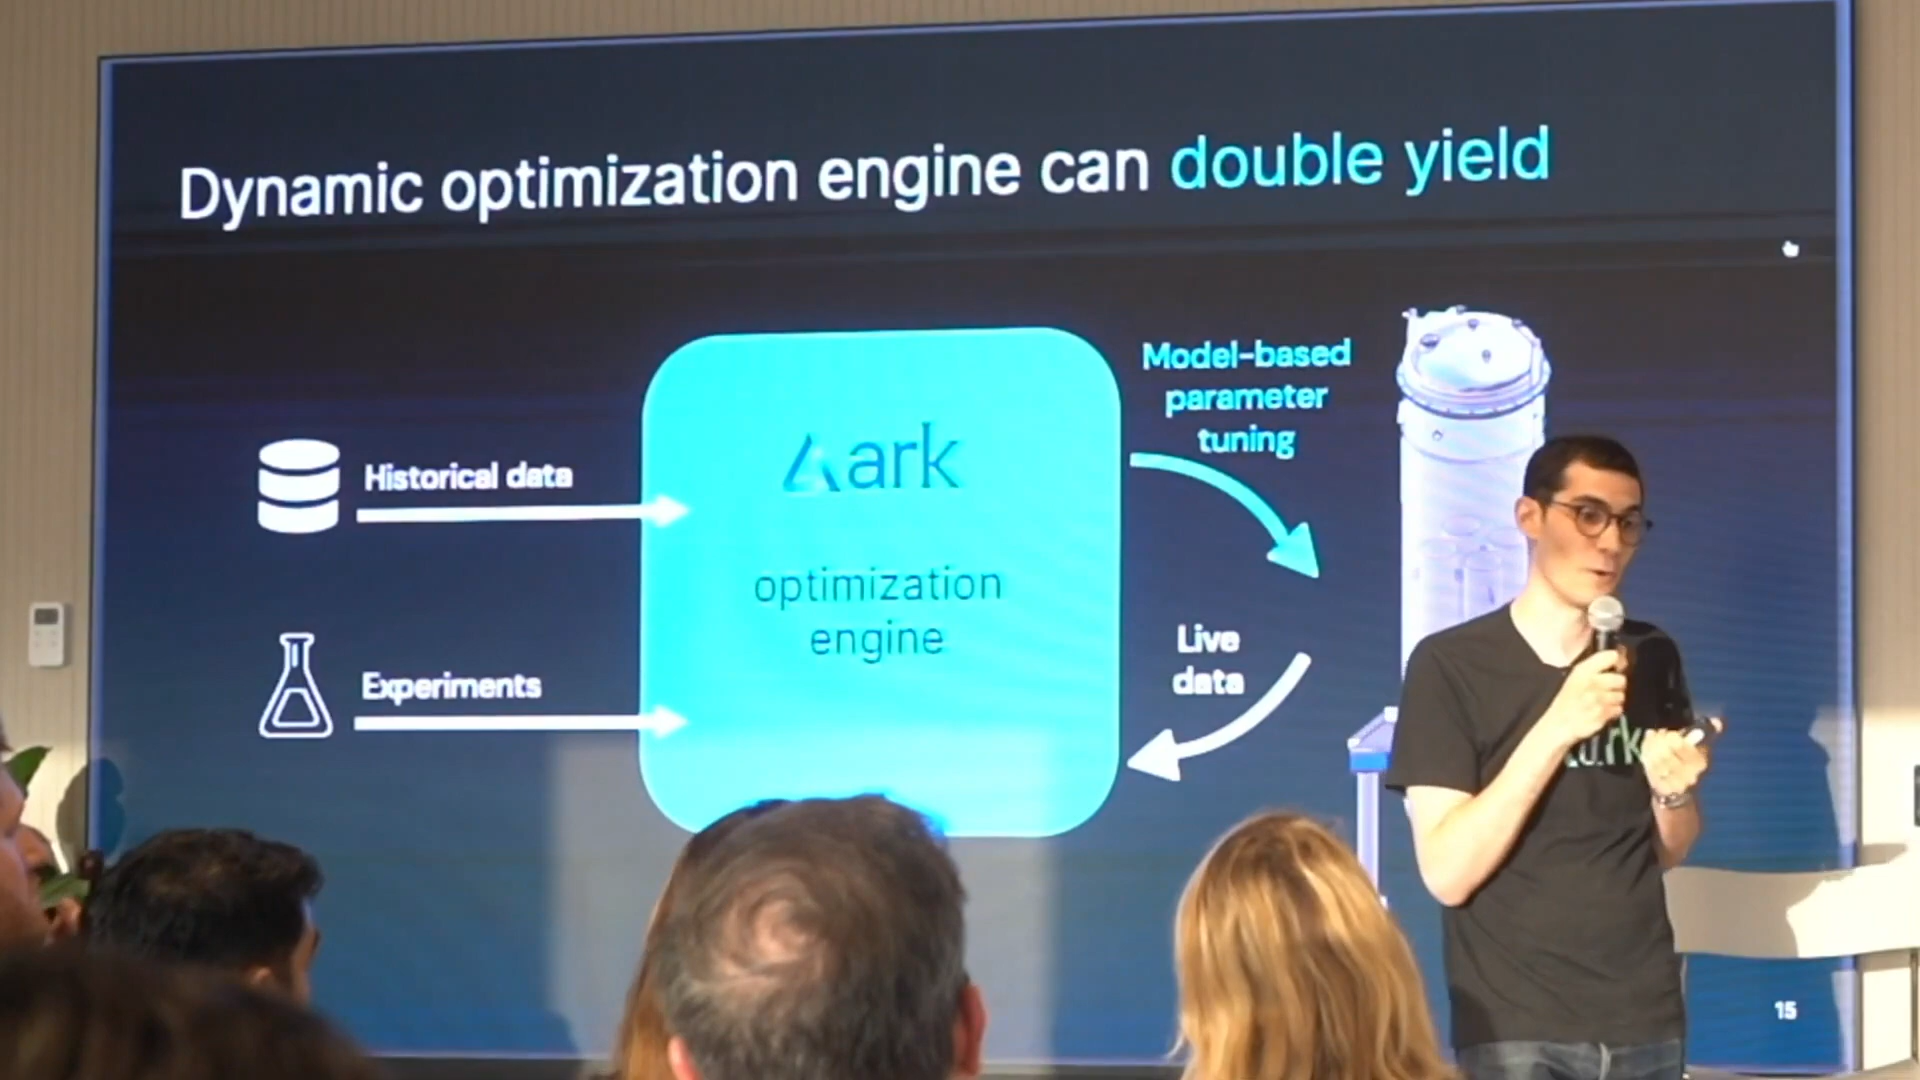 Dynamic optimization engine can double yield
Historical data
Experiments
ark
optimization
engine
Model-based
parameter
tuning
Live
data
15